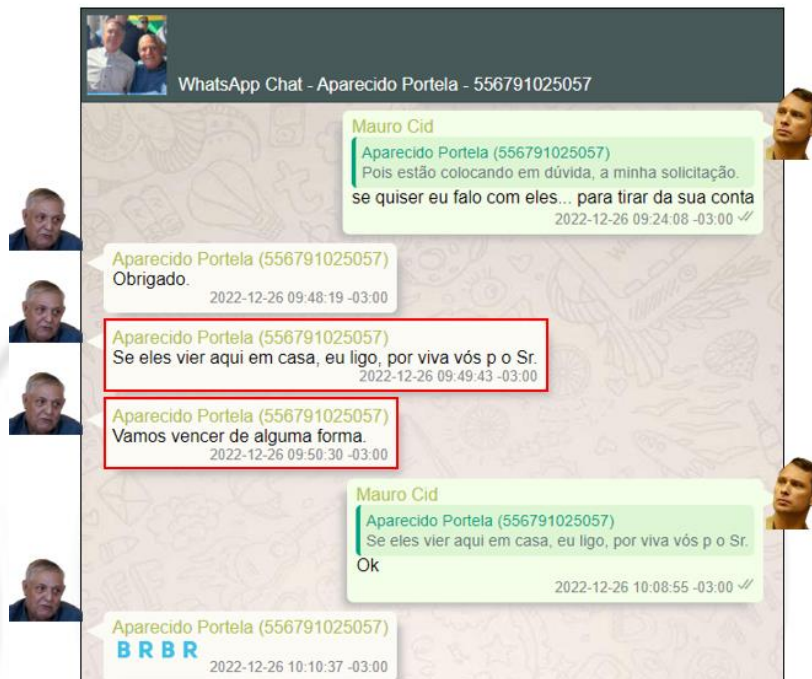 WhatsApp Chat - Aparecido Portela - 556791025057
Mauro Cid
Aparecido Portela (556791025057)
Pois estão colocando em dúvida, a minha solicitação.
se quiser eu falo com eles... para tirar da sua conta
2022-12-26 09:24:08 -03:00
Aparecido Portela (556791025057)
Obrigado.
2022-12-26 09:48:19 -03:00
Aparecido Portela (556791025057)
Se eles vier aqui em casa, eu ligo, por viva vós p o Sr.
2022-12-26 09:49:43 -03:00
Aparecido Portela (556791025057)
Vamos vencer de alguma forma.
2022-12-26 09:50:30 -03:00
Mauro Cid
Aparecido Portela (556791025057)
Se eles vier aqui em casa, eu ligo, por viva vós p o Sr.
Ok
2022-12-26 10:08:55 -03:00
Aparecido Portela (556791025057)
B R B R
2022-12-26 10:10:37 -03:00